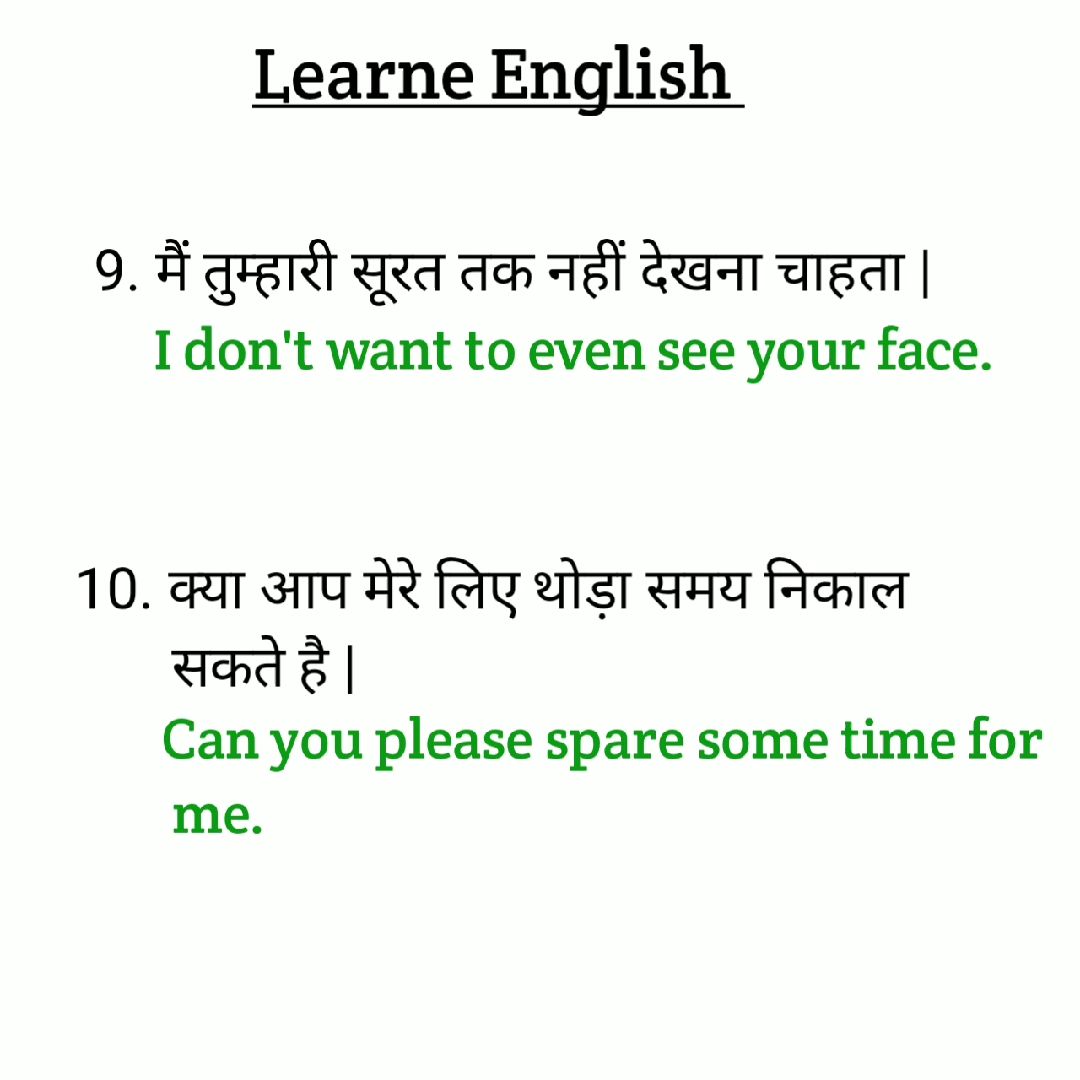 Learne English
9. मैं तुम्हारी सूरत तक नहीं देखना चाहता |
I don't want to even see your face.
10. क्या आप मेरे लिए थोड़ा समय निकाल
सकते है |
Can you please spare some time for
me.